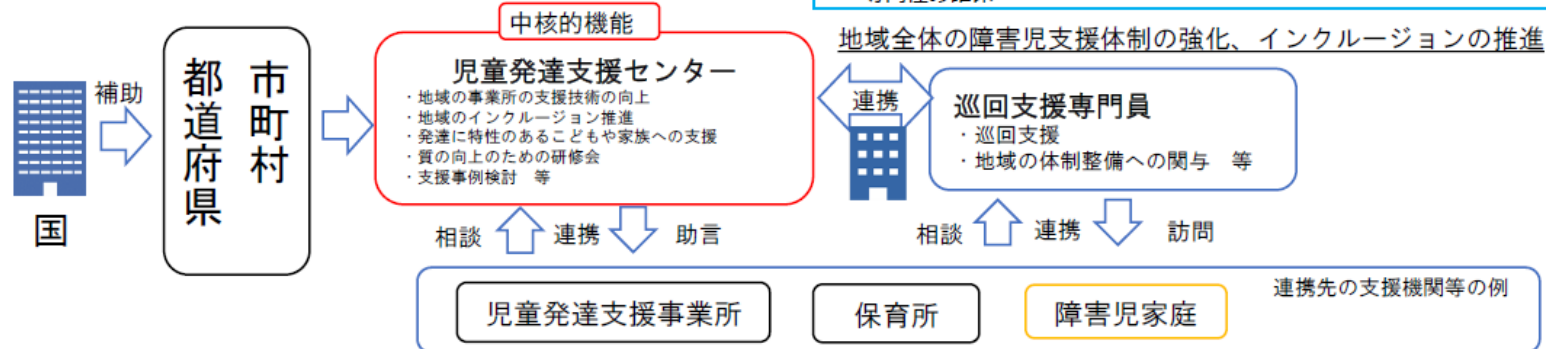 中核的機能
地域全体の障害児支援体制の強化、インクルージョンの推進
国
補助
都道府県
市町村
児童発達支援センター
・地域の事業所の支援技術の向上
・地域のインクルージョン推進
・発達に特性のあるこどもや家族への支援
・質の向上のための研修会
・支援事例検討　等
連携
巡回支援専門員
・巡回支援
・地域の体制整備への関与　等
相談
連携
助言
相談
連携
訪問
連携先の支援機関等の例
児童発達支援事業所
保育所
障害児家庭